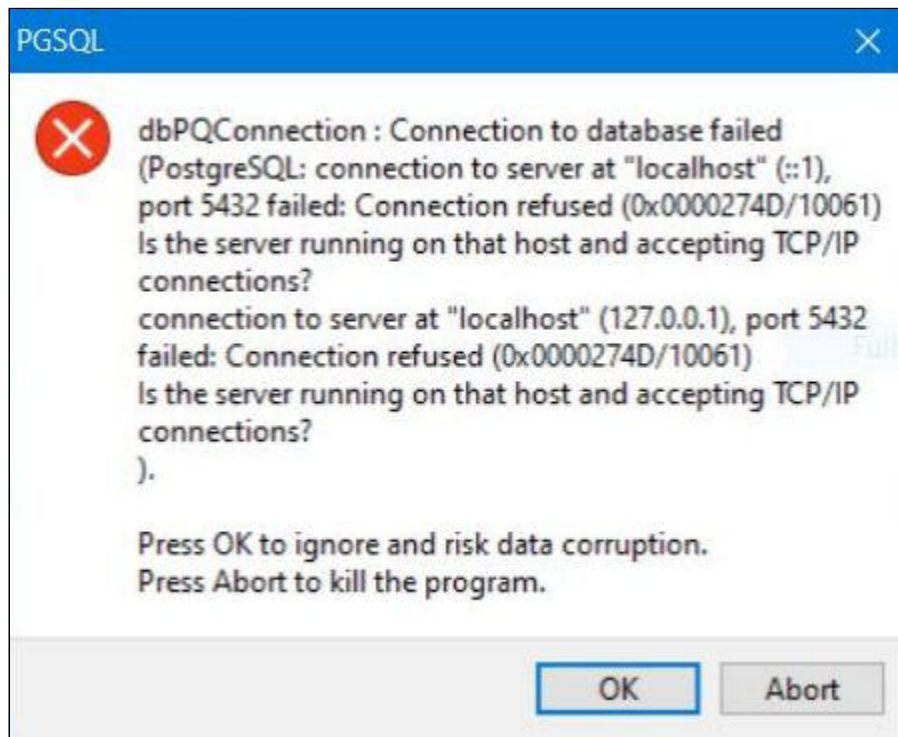 PGSQL
dbPQConnection : Connection to database failed
(PostgreSQL: connection to server at "localhost" (::1),
port 5432 failed: Connection refused (0x0000274D/10061)
Is the server running on that host and accepting TCP/IP
connections?
connection to server at "localhost" (127.0.0.1), port 5432
failed: Connection refused (0x0000274D/10061)
Full
Is the server running on that host and accepting TCP/IP
connections?
).
Press OK to ignore and risk data corruption.
Press Abort to kill the program.
OK
Abort